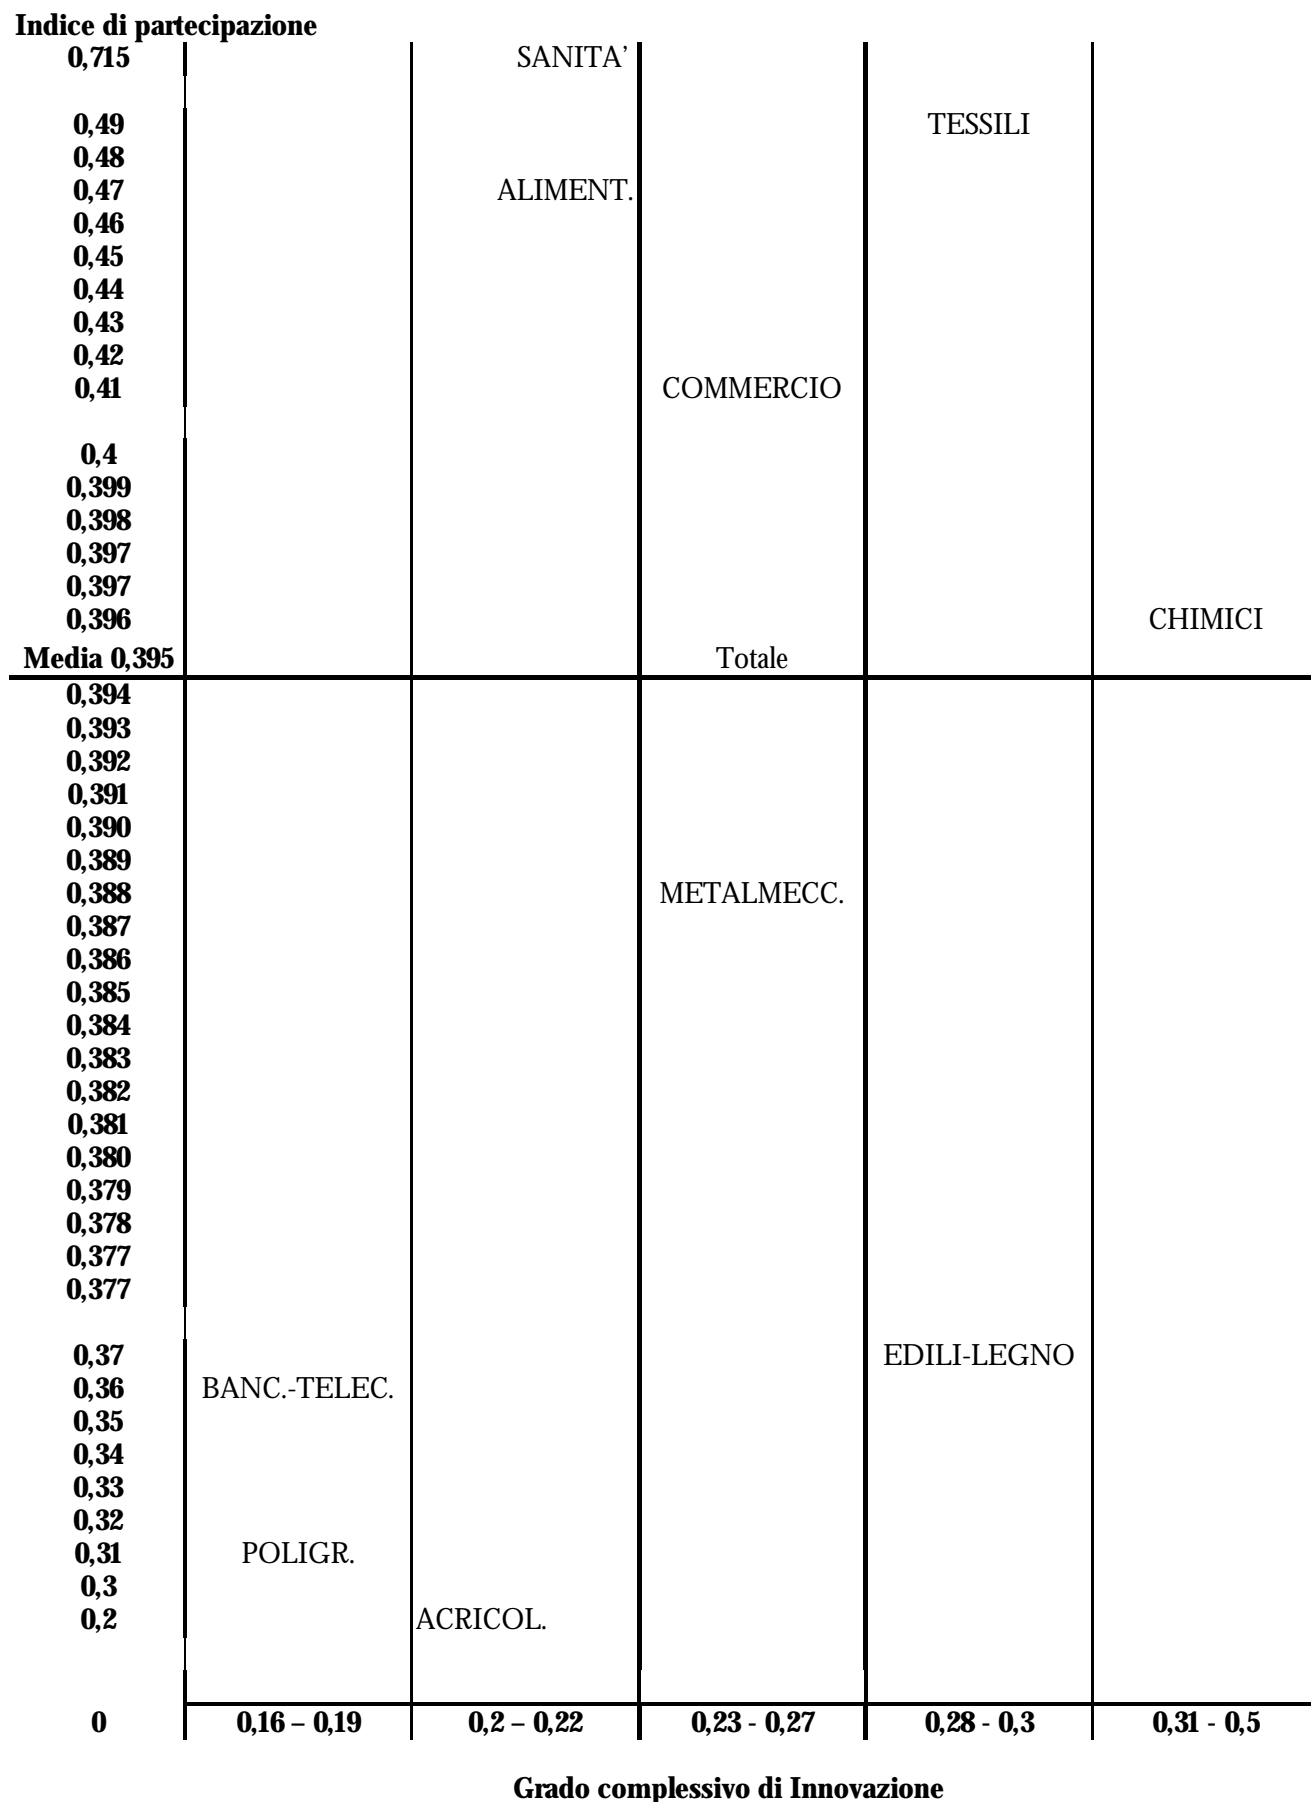 Indice di partecipazione
0,715 SANITA’
0,49 TESSILI
0,48
0,47 ALIMENT.
0,46
0,45
0,44
0,43
0,42
0,41 COMMERCIO
0,4
0,399
0,398
0,397
0,397
0,396 CHIMICI
Media 0,395 Totale
0,394
0,393
0,392
0,391
0,390
0,389
0,388 METALMECC.
0,387
0,386
0,385
0,384
0,383
0,382
0,381
0,380
0,379
0,378
0,377
0,377
0,37 EDILI-LEGNO
0,36 BANC.-TELEC.
0,35
0,34
0,33
0,32
0,31 POLIGR.
0,3
0,2 ACRICOL.
0 0,16 – 0,19 0,2 – 0,22 0,23 - 0,27 0,28 - 0,3 0,31 - 0,5
Grado complessivo di Innovazione